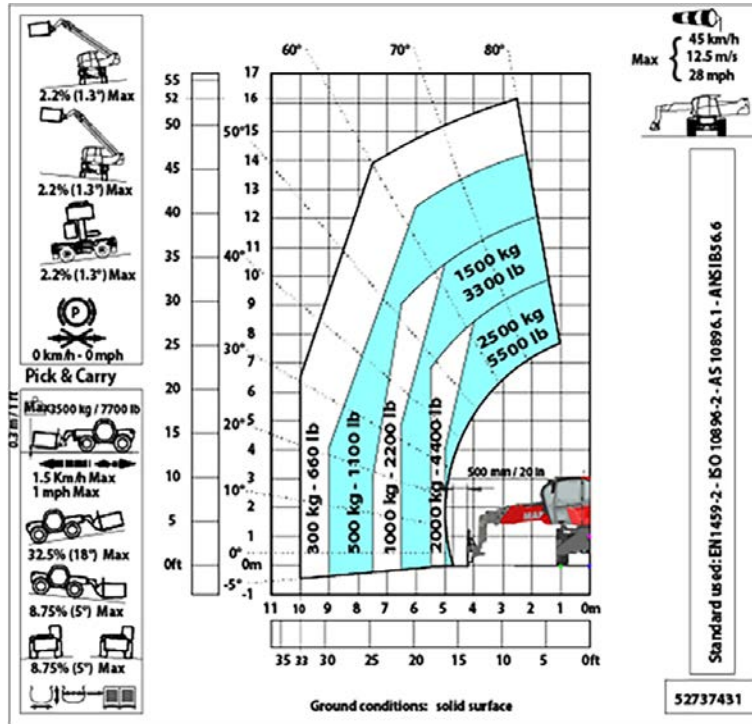 2.2% (1.3°) Max
2.2% (1.3°) Max
2.2% (1.3°) Max
P
0 km/h - 0 mph
Pick & Carry
0.3 m / 1 ft
Max 3500 kg / 7700 lb
1.5 Km/h Max
1 mph Max
32.5% (18°) Max
8.75% (5°) Max
8.75% (5°) Max
60° 70° 80°
50°
40°
30°
20°
10°
0°
-5°
55
52
50
45
40
35
30
25
20
15
10
5
0ft
17
16
15
14
13
12
11
10
9
8
7
6
5
4
3
2
1
0m
-1
300 kg - 660 lb
500 kg - 1100 lb
1000 kg - 2200 lb
2000 kg - 4400 lb
1500 kg
3300 lb
2500 kg
5500 lb
500 mm / 20 in
11 10 9 8 7 6 5 4 3 2 1 0m
35 33 30 25 20 15 10 5 0ft
Ground conditions: solid surface
Max
45 km/h
12.5 m/s
28 mph
Standard used: EN1459-2 - ISO 10896-2 - AS 10896.1 - ANSIB56.6
52737431